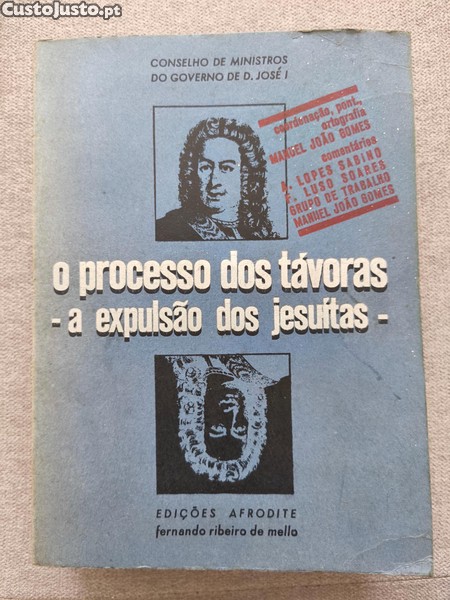 CustoJusto.pt
CONSELHO DE MINISTROS
DO GOVERNO DE D. JOSÉ I
coordenação, pont.,
ortografia
MANUEL JOÃO GOMES
comentários
A. LOPES SABINO
F. LUSO SOARES
GRUPO DE TRABALHO
MANUEL JOÃO GOMES
o processo dos távoras
- a expulsão dos jesuítas -
EDIÇÕES AFRODITE
fernando ribeiro de mello